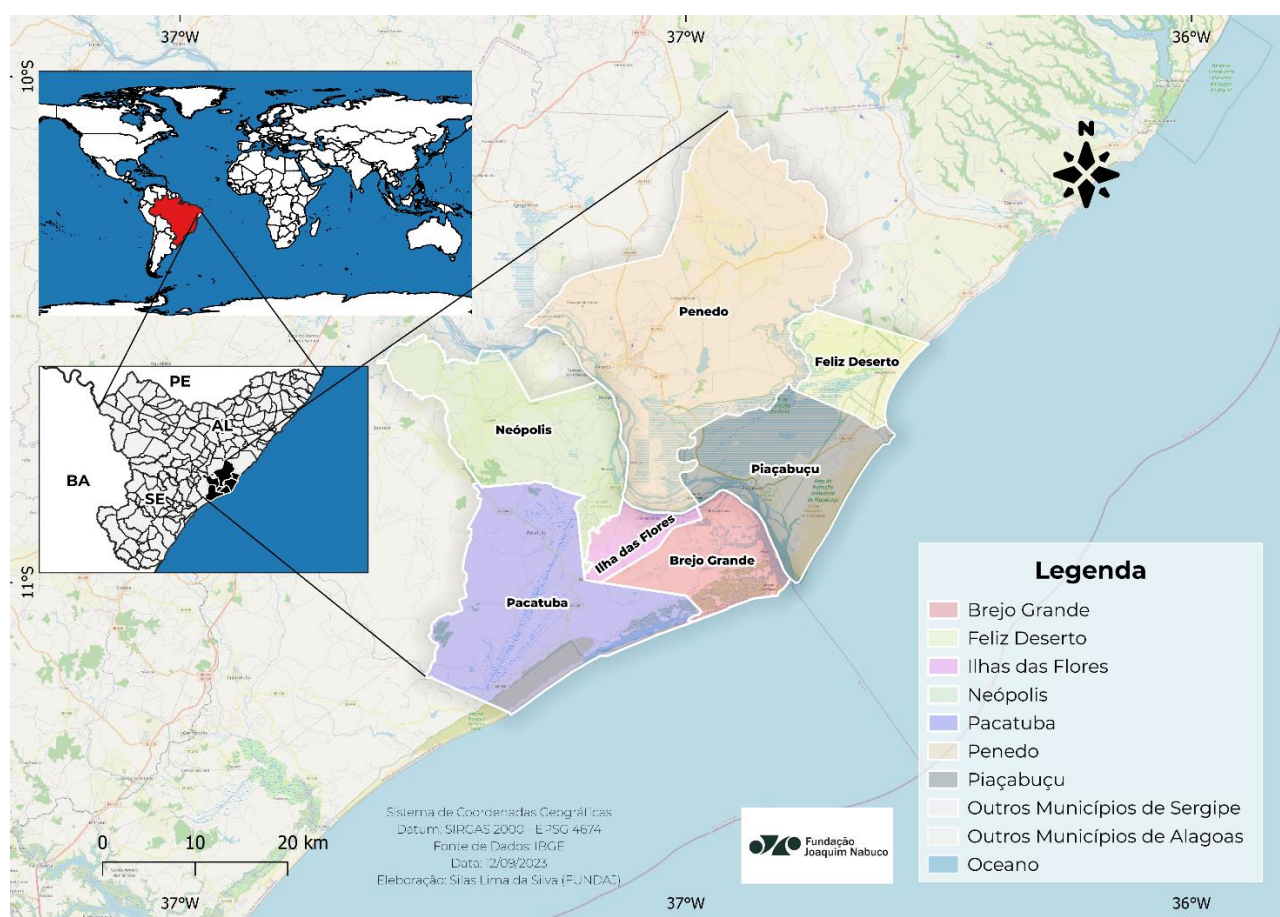 37°W
37°W
36°W
10°S
N
PE
AL
BA
SE
Penedo
Feliz Deserto
Neópolis
Piaçabuçu
Ilha das Flores
Brejo Grande
Pacatuba
11°S
Legenda
Brejo Grande
Feliz Deserto
Ilhas das Flores
Neópolis
Pacatuba
Penedo
Piaçabuçu
Outros Municípios de Sergipe
Outros Municípios de Alagoas
Oceano
0 10 20 km
Sistema de Coordenadas Geográficas
Datum: SIRGAS 2000 - EPSG 4674
Fonte de Dados: IBGE
Data: 12/09/2023
Eleboração: Silas Lima da Silva (FUNDAJ)
Fundação
Joaquim Nabuco
37°W
37°W
36°W